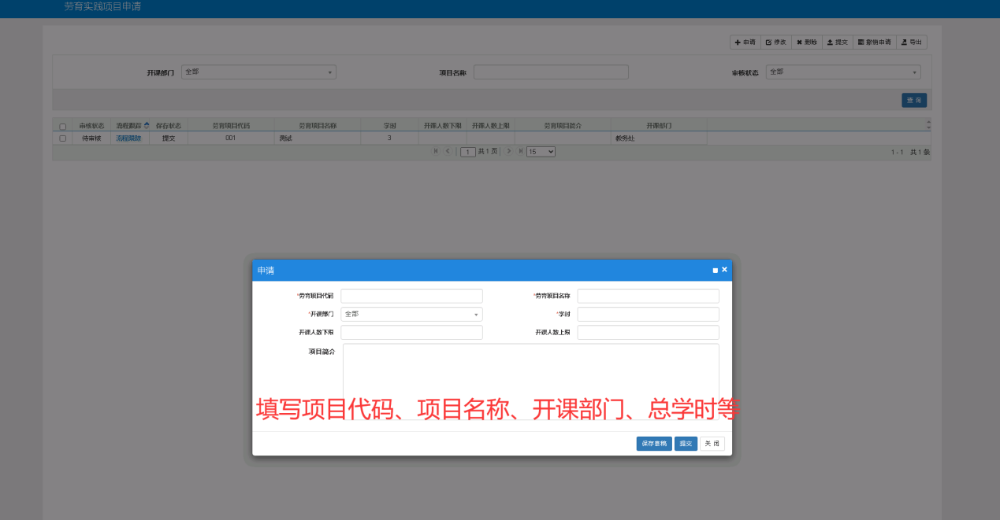 劳育实践项目申请
申请 修改 删除 提交 撤销申请 导出
开课部门 全部 项目名称 审核状态 全部
查 询
审核状态 流程跟踪 保存状态 劳育项目代码 劳育项目名称 学时 开课人数下限 开课人数上限 劳育项目简介 开课部门
待审核 流程跟踪 提交 001 测试 3 教务处
1 共 1 页 15 1 - 1 共 1 条
申请
*劳育项目代码 *劳育项目名称
*开课部门 全部 *学时
开课人数下限 开课人数上限
项目简介
填写项目代码、项目名称、开课部门、总学时等
保存草稿 提交 关 闭